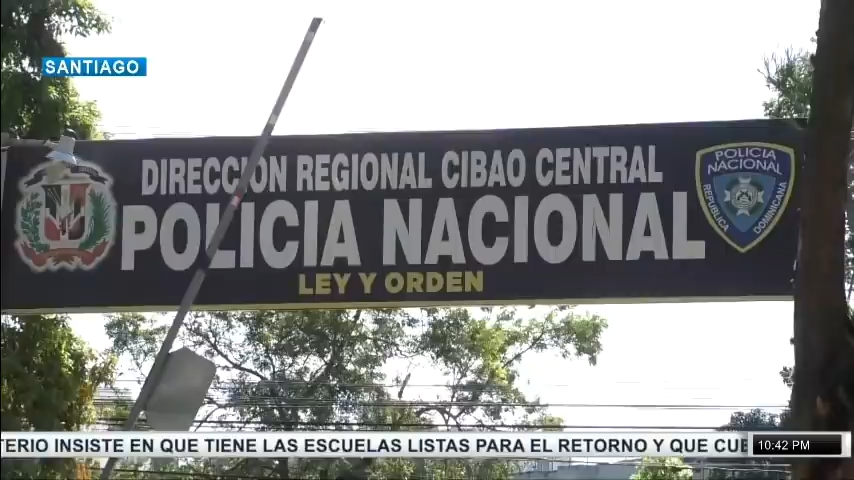 SANTIAGO
DIRECCION REGIONAL CIBAO CENTRAL
POLICIA NACIONAL
LEY Y ORDEN
POLICIA
NACIONAL
REPUBLICA
DOMINICANA
TERIO INSISTE EN QUE TIENE LAS ESCUELAS LISTAS PARA EL RETORNO Y QUE CUE
10:42 PM